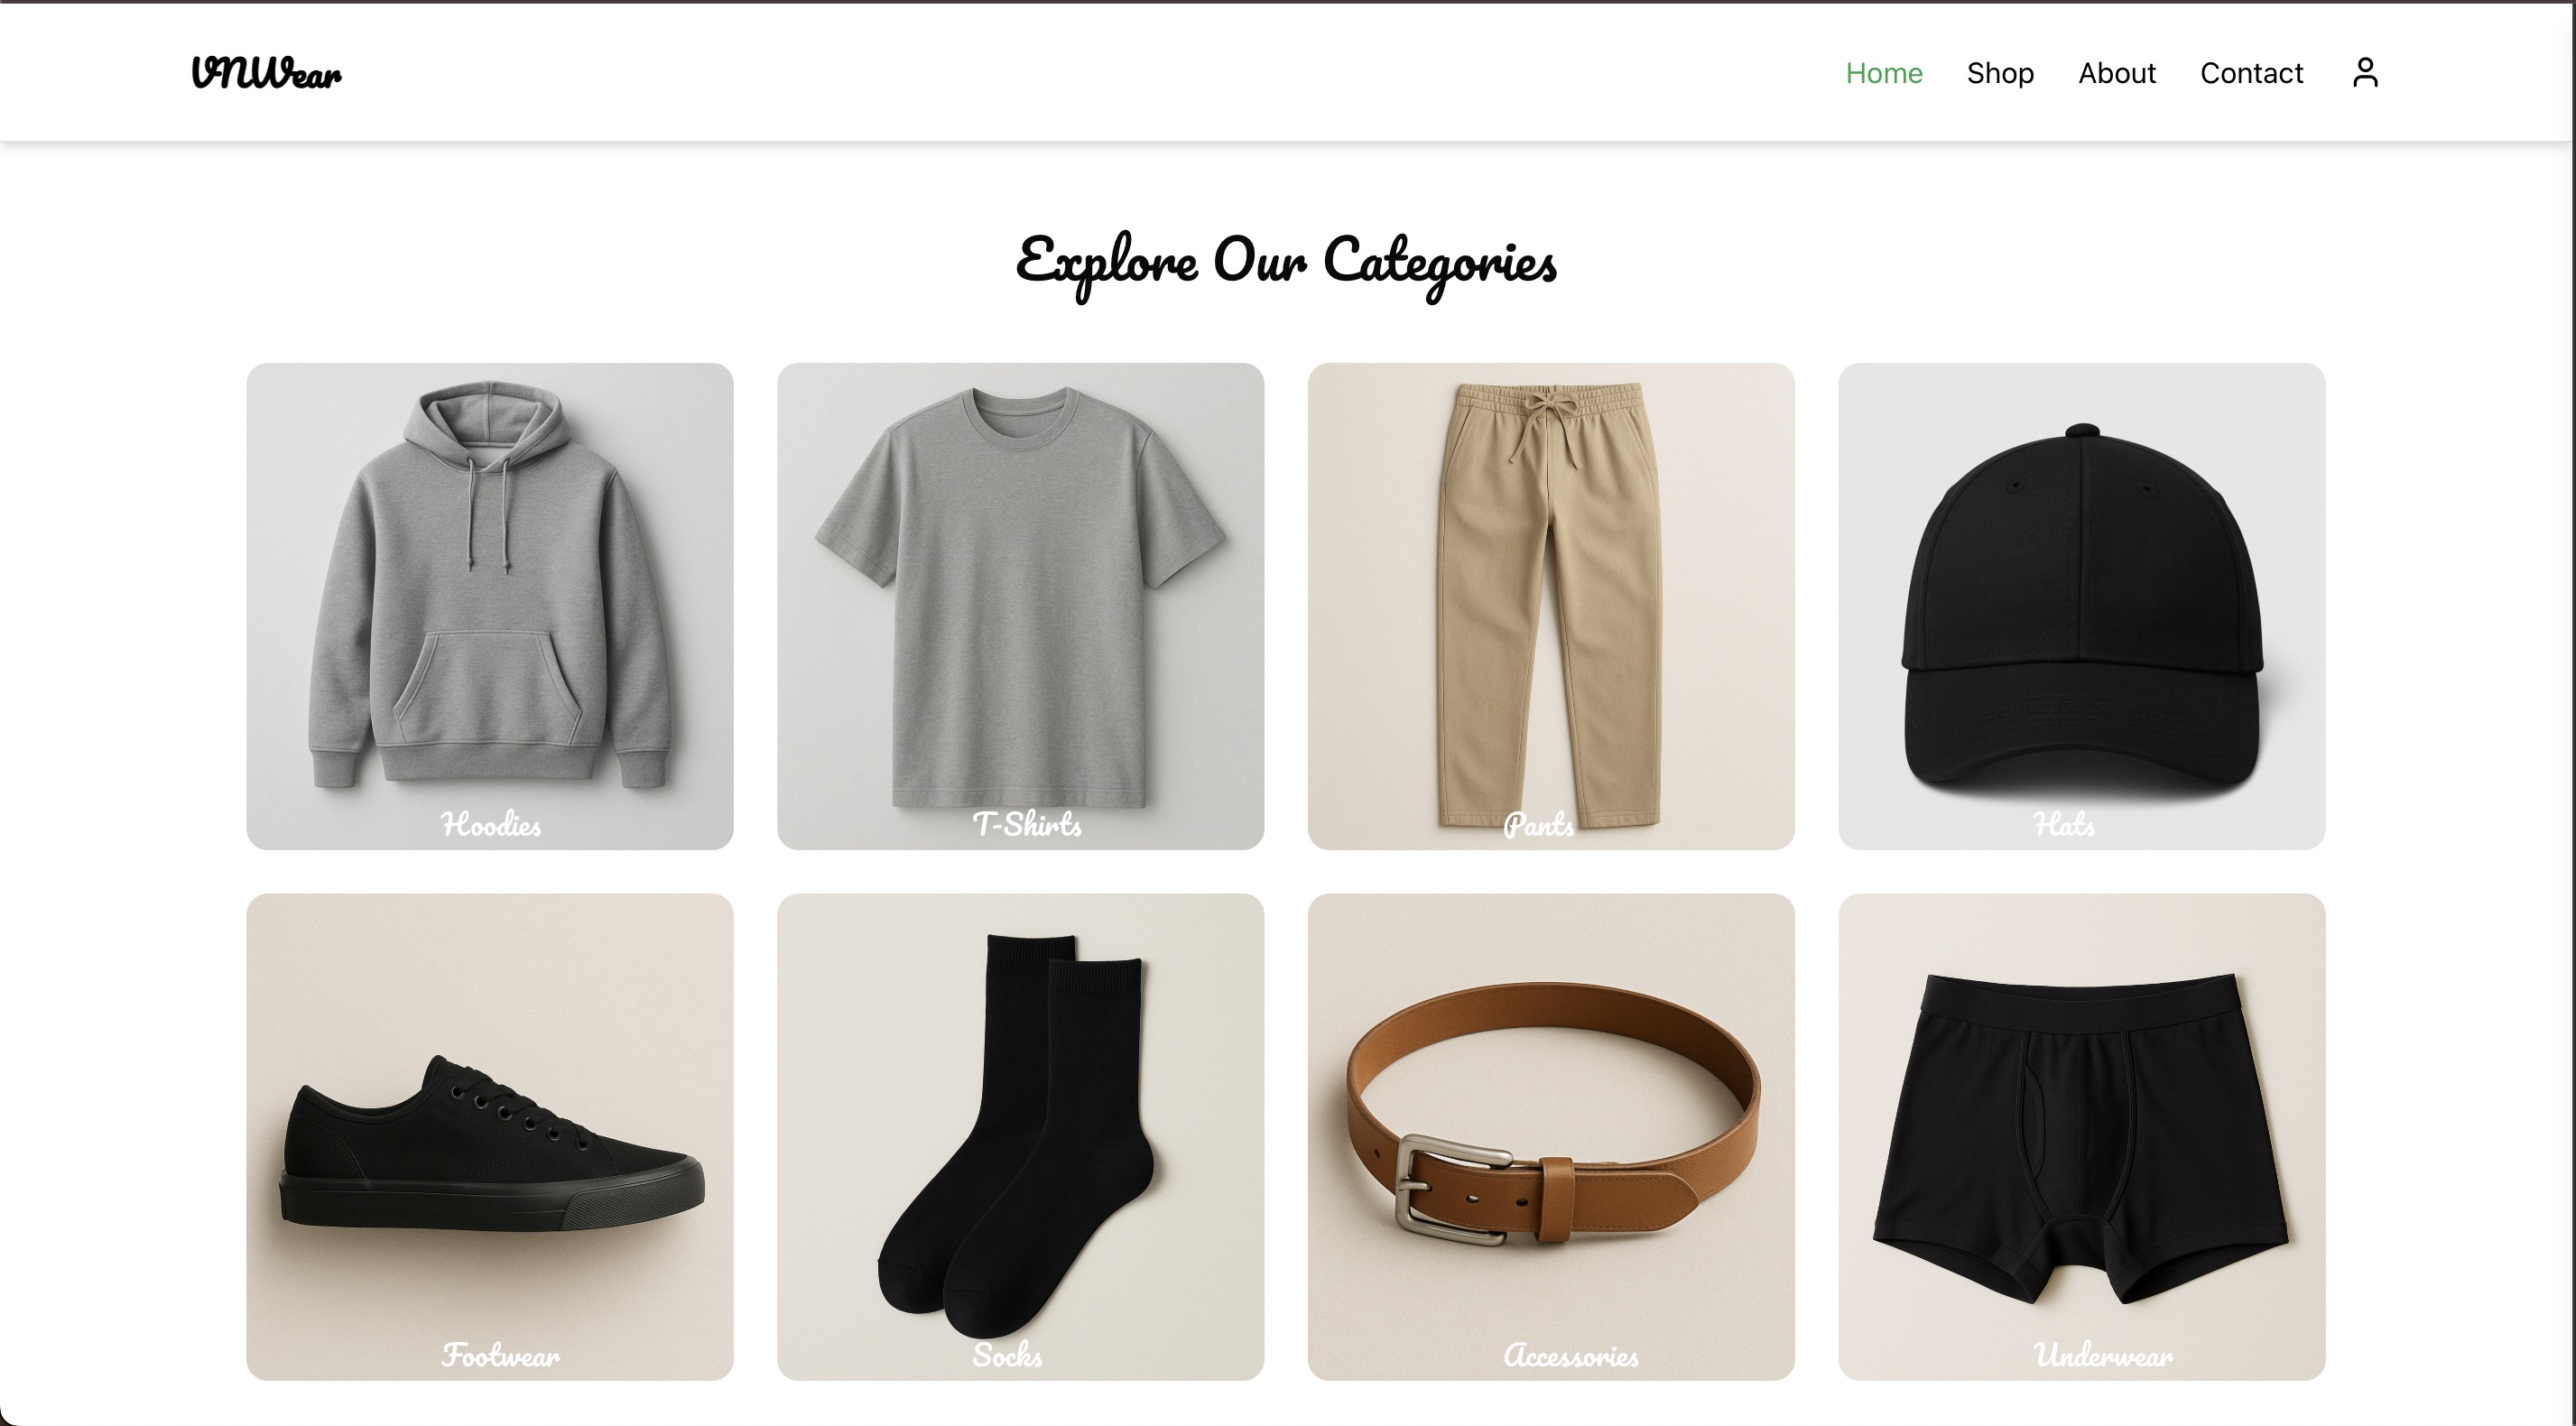 VNWear
Home Shop About Contact
Explore Our Categories
Hoodies T-Shirts Pants Hats
Footwear Socks Accessories Underwear